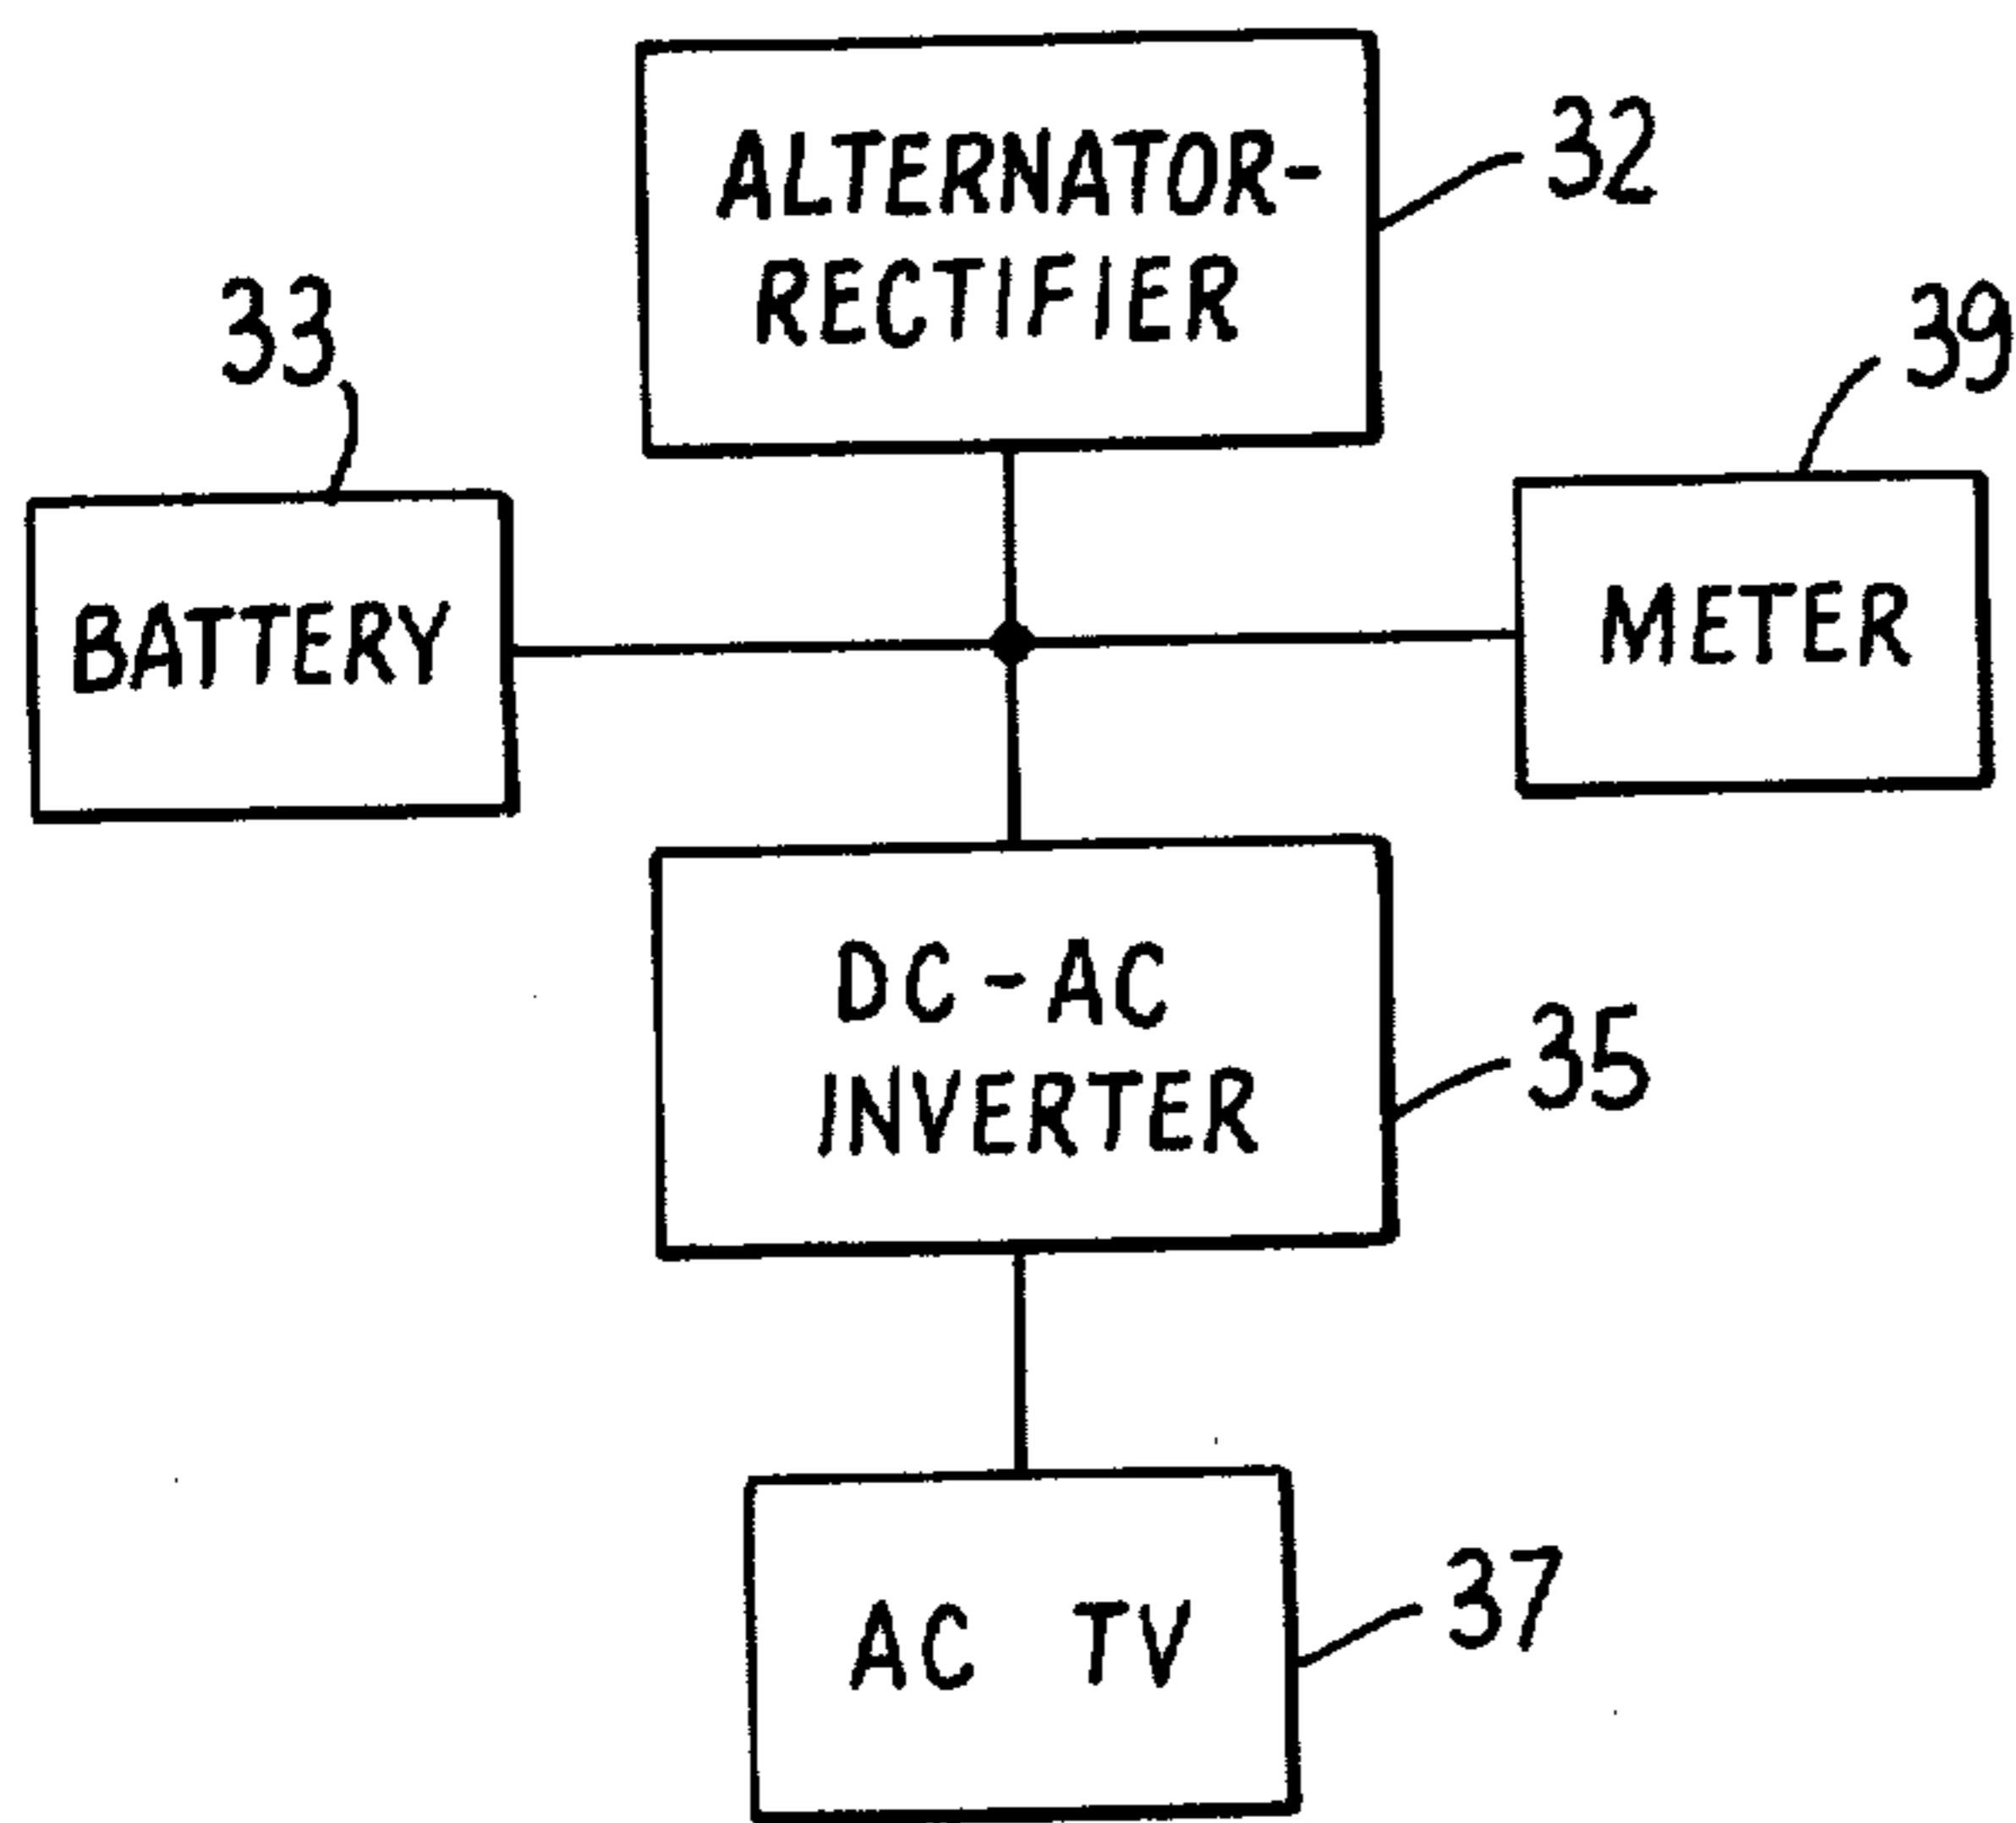 ALTERNATOR-
RECTIFIER
32
33
39
BATTERY
METER
DC-AC
INVERTER
35
AC TV
37